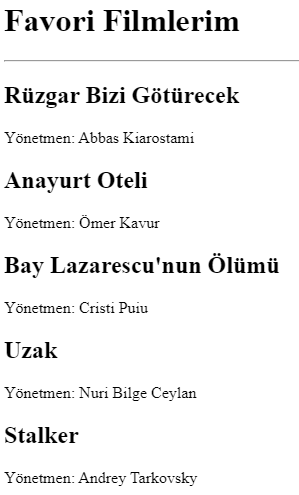 Favori Filmlerim
Rüzgar Bizi Götürecek
Yönetmen: Abbas Kiarostami
Anayurt Oteli
Yönetmen: Ömer Kavur
Bay Lazarescu'nun Ölümü
Yönetmen: Cristi Puiu
Uzak
Yönetmen: Nuri Bilge Ceylan
Stalker
Yönetmen: Andrey Tarkovsky